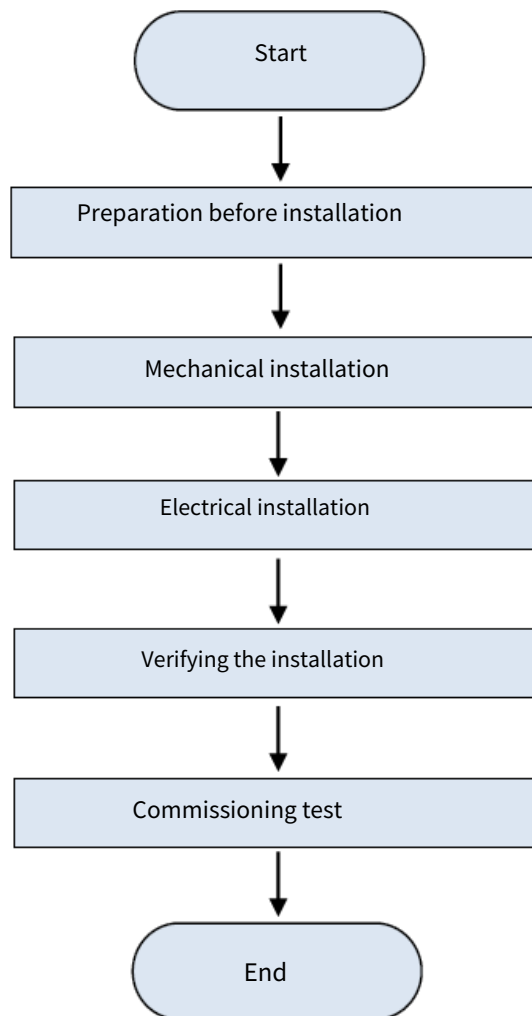 Start
Preparation before installation
Mechanical installation
Electrical installation
Verifying the installation
Commissioning test
End